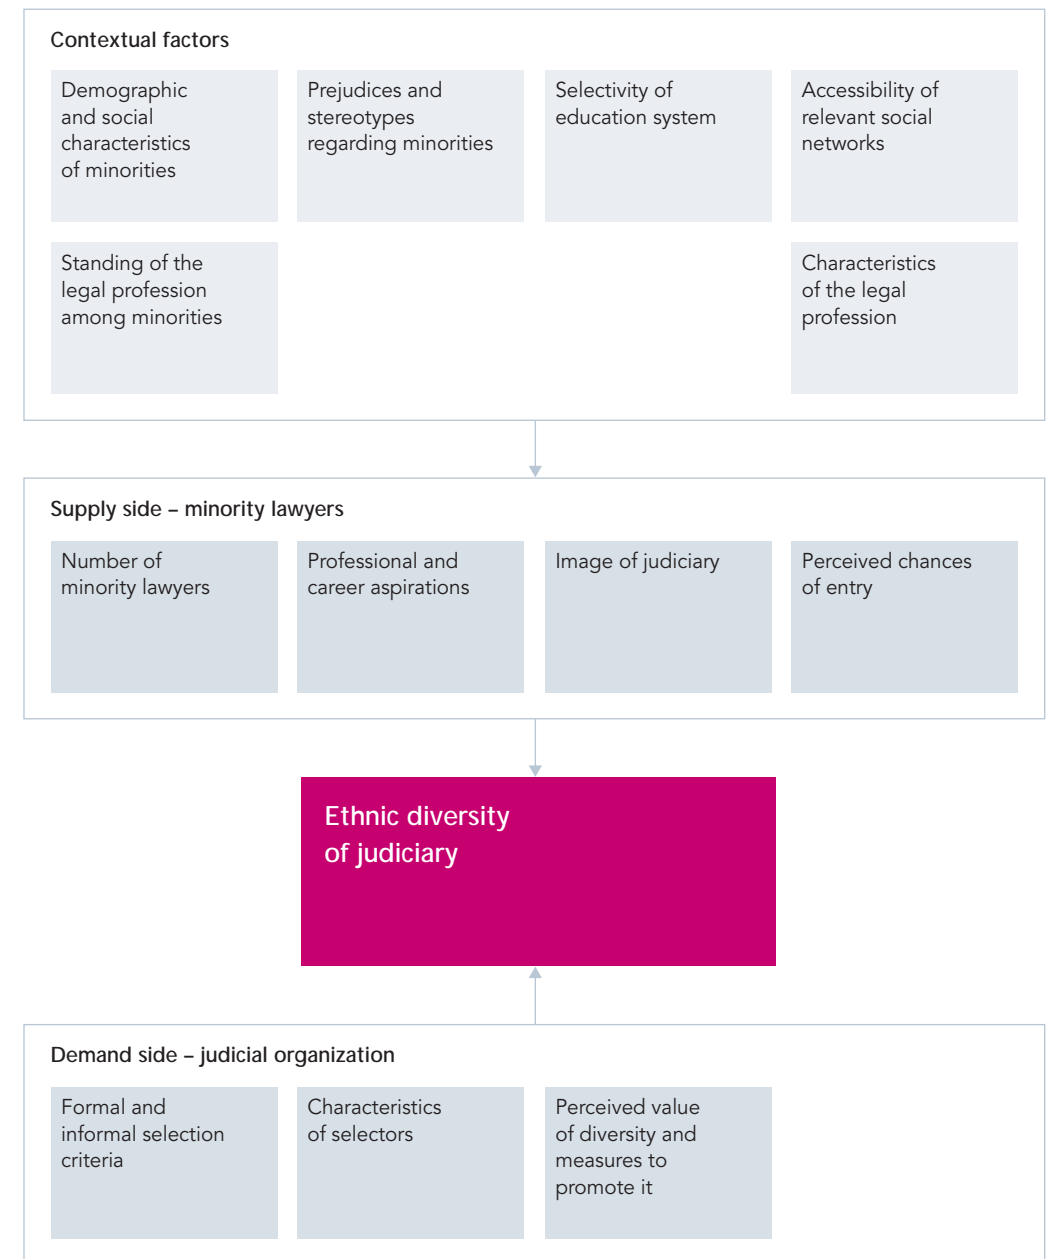 Contextual factors
Demographic
and social
characteristics
of minorities
Prejudices and
stereotypes
regarding minorities
Selectivity of
education system
Accessibility of
relevant social
networks
Standing of the
legal profession
among minorities
Characteristics
of the legal
profession
Supply side – minority lawyers
Number of
minority lawyers
Professional and
career aspirations
Image of judiciary
Perceived chances
of entry
Ethnic diversity
of judiciary
Demand side – judicial organization
Formal and
informal selection
criteria
Characteristics
of selectors
Perceived value
of diversity and
measures to
promote it